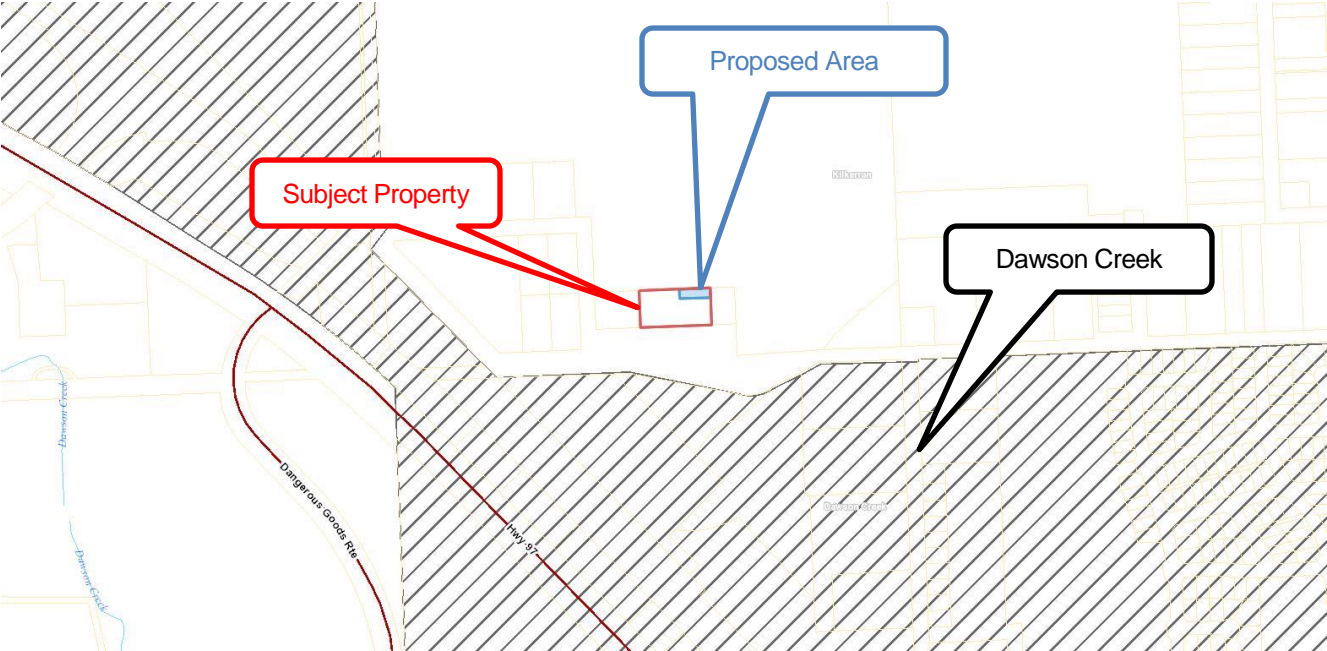 Proposed Area
Kilkerran
Subject Property
Dawson Creek
Dawson Creek
Dangerous Goods Rte
Hwy 97
Dawson Creek
Dawson Creek